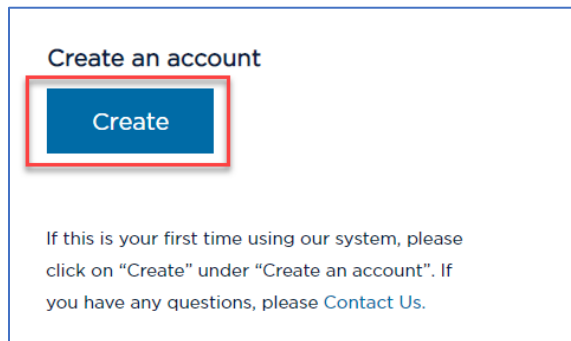 Create an account
Create
If this is your first time using our system, please
click on “Create” under “Create an account”. If
you have any questions, please Contact Us.